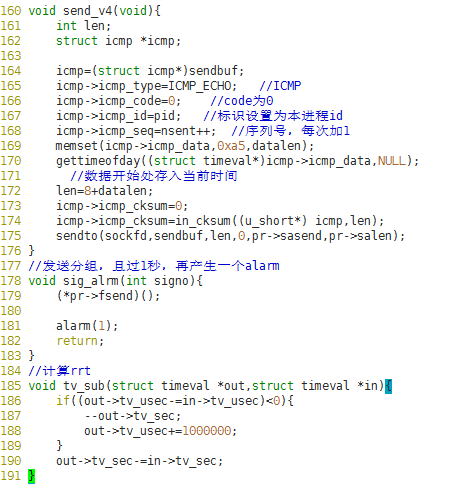 160 void send_v4(void){
161     int len;
162     struct icmp *icmp;
163
164     icmp=(struct icmp*)sendbuf;
165     icmp->icmp_type=ICMP_ECHO;   //ICMP
166     icmp->icmp_code=0;    //code为0
167     icmp->icmp_id=pid;   //标识设置为本进程id
168     icmp->icmp_seq=nsent++;  //序列号，每次加1
169     memset(icmp->icmp_data,0xa5,datalen);
170     gettimeofday((struct timeval*)icmp->icmp_data,NULL);
171       //数据开始处存入当前时间
172     len=8+datalen;
173     icmp->icmp_cksum=0;
174     icmp->icmp_cksum=in_cksum((u_short*) icmp,len);
175     sendto(sockfd,sendbuf,len,0,pr->sasend,pr->salen);
176 }
177 //发送分组，且过1秒，再产生一个alarm
178 void sig_alrm(int signo){
179     (*pr->fsend)();
180
181     alarm(1);
182     return;
183 }
184 //计算rrt
185 void tv_sub(struct timeval *out,struct timeval *in){
186     if((out->tv_usec-=in->tv_usec)<0){
187         --out->tv_sec;
188         out->tv_usec+=1000000;
189     }
190     out->tv_sec-=in->tv_sec;
191 }